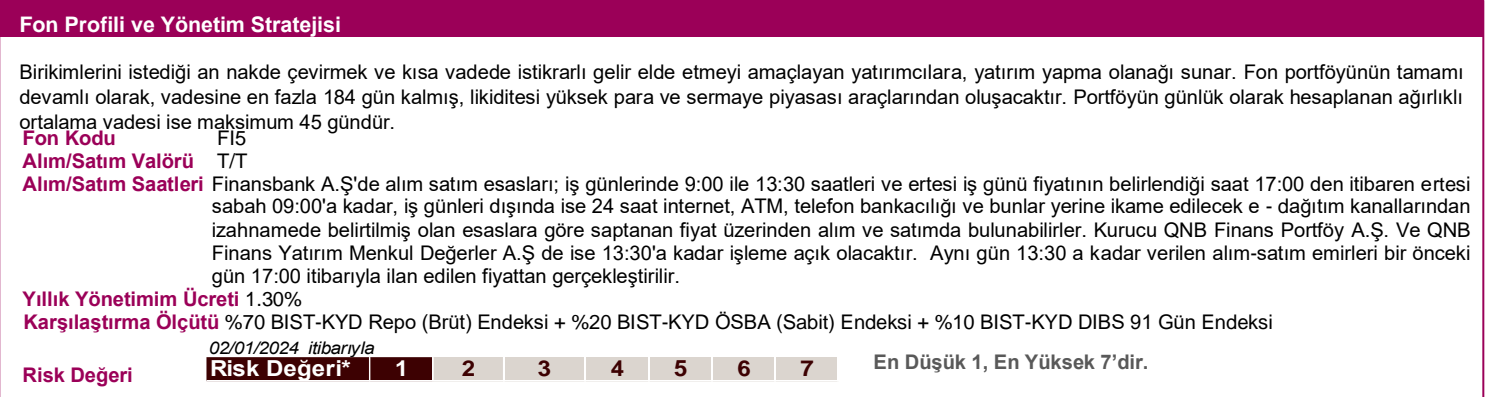 Fon Profili ve Yönetim Stratejisi
Birikimlerini istediği an nakde çevirmek ve kısa vadede istikrarlı gelir elde etmeyi amaçlayan yatırımcılara, yatırım yapma olanağı sunar. Fon portföyünün tamamı
devamlı olarak, vadesine en fazla 184 gün kalmış, likiditesi yüksek para ve sermaye piyasası araçlarından oluşacaktır. Portföyün günlük olarak hesaplanan ağırlıklı
ortalama vadesi ise maksimum 45 gündür.
Fon Kodu FI5
Alım/Satım Valörü T/T
Alım/Satım Saatleri Finansbank A.Ş'de alım satım esasları; iş günlerinde 9:00 ile 13:30 saatleri ve ertesi iş günü fiyatının belirlendiği saat 17:00 den itibaren ertesi
sabah 09:00'a kadar, iş günleri dışında ise 24 saat internet, ATM, telefon bankacılığı ve bunlar yerine ikame edilecek e - dağıtım kanallarından
izahnamede belirtilmiş olan esaslara göre saptanan fiyat üzerinden alım ve satımda bulunabilirler. Kurucu QNB Finans Portföy A.Ş. Ve QNB
Finans Yatırım Menkul Değerler A.Ş de ise 13:30'a kadar işleme açık olacaktır. Aynı gün 13:30 a kadar verilen alım-satım emirleri bir önceki
gün 17:00 itibarıyla ilan edilen fiyattan gerçekleştirilir.
Yıllık Yönetimim Ücreti 1.30%
Karşılaştırma Ölçütü %70 BIST-KYD Repo (Brüt) Endeksi + %20 BIST-KYD ÖSBA (Sabit) Endeksi + %10 BIST-KYD DIBS 91 Gün Endeksi
02/01/2024 itibarıyla
Risk Değeri Risk Değeri* 1 2 3 4 5 6 7 En Düşük 1, En Yüksek 7’dir.